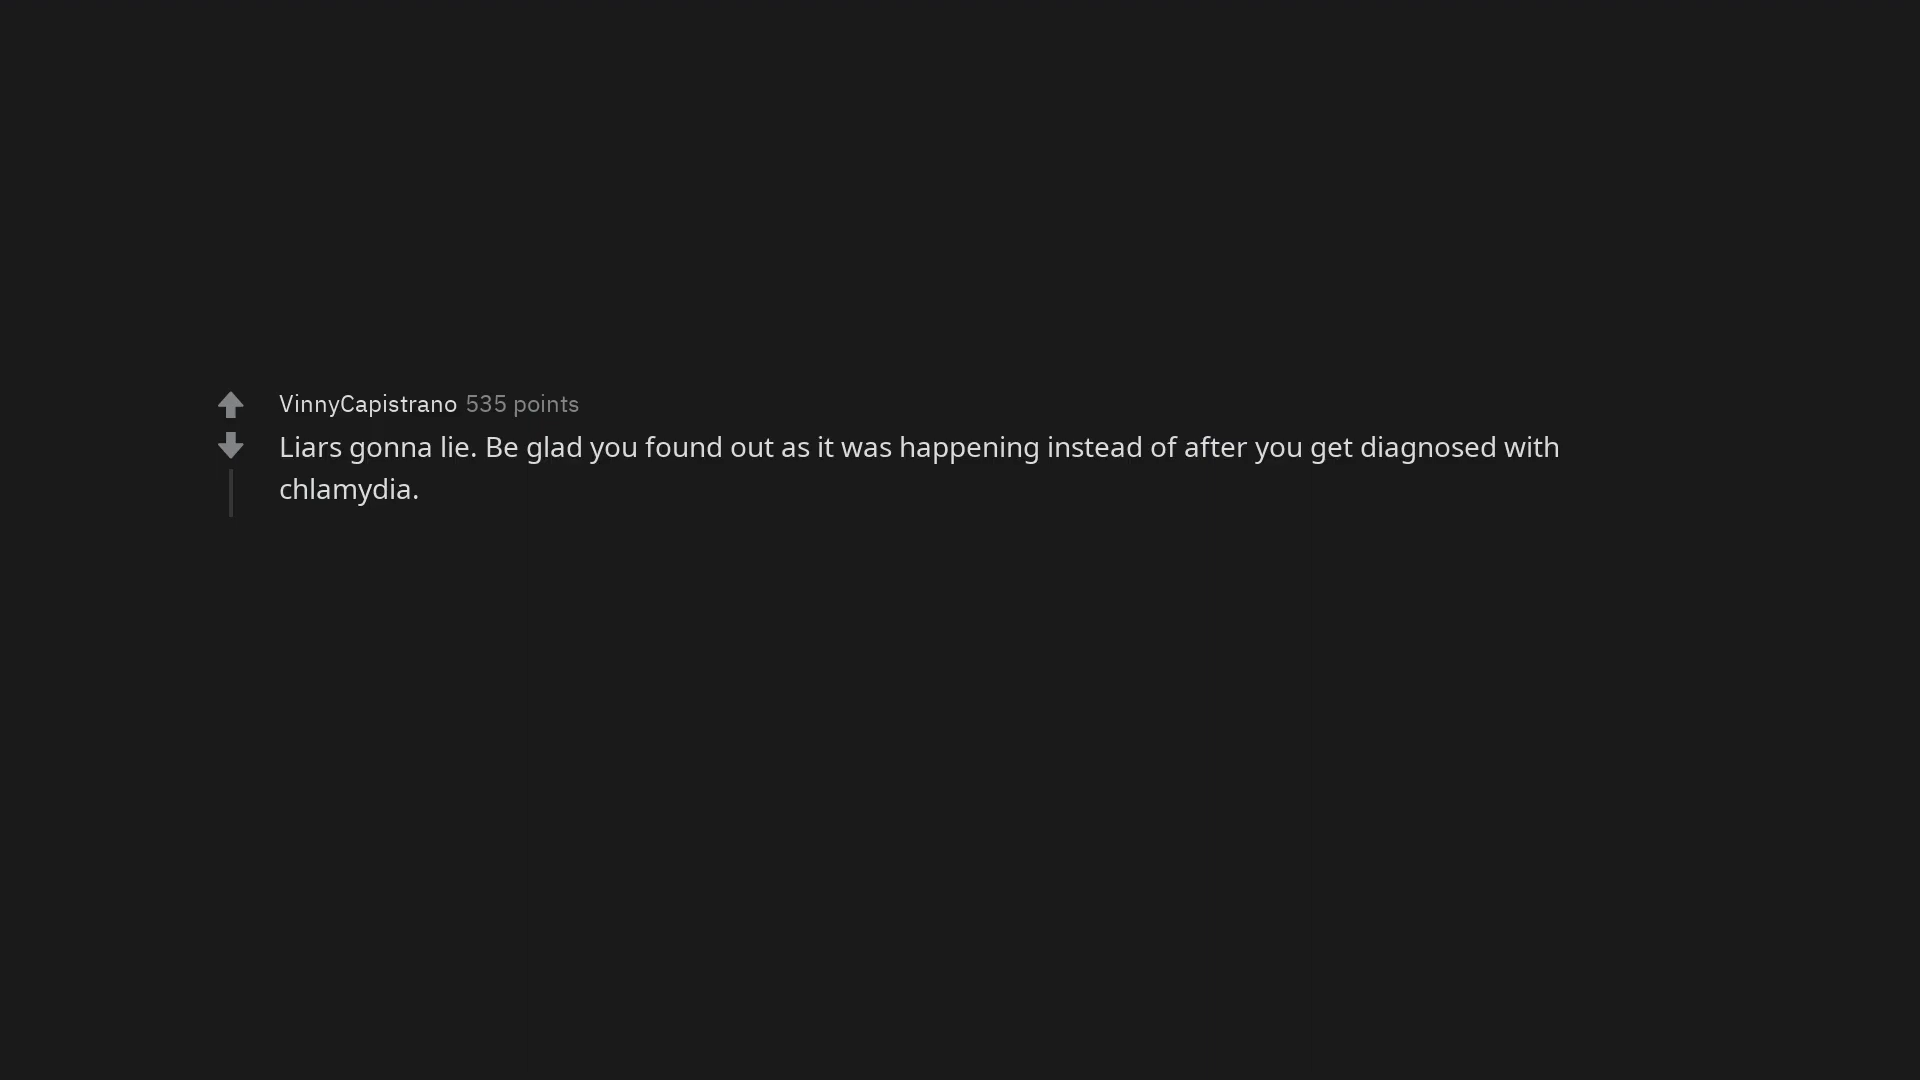 VinnyCapistrano 535 points
Liars gonna lie. Be glad you found out as it was happening instead of after you get diagnosed with
chlamydia.